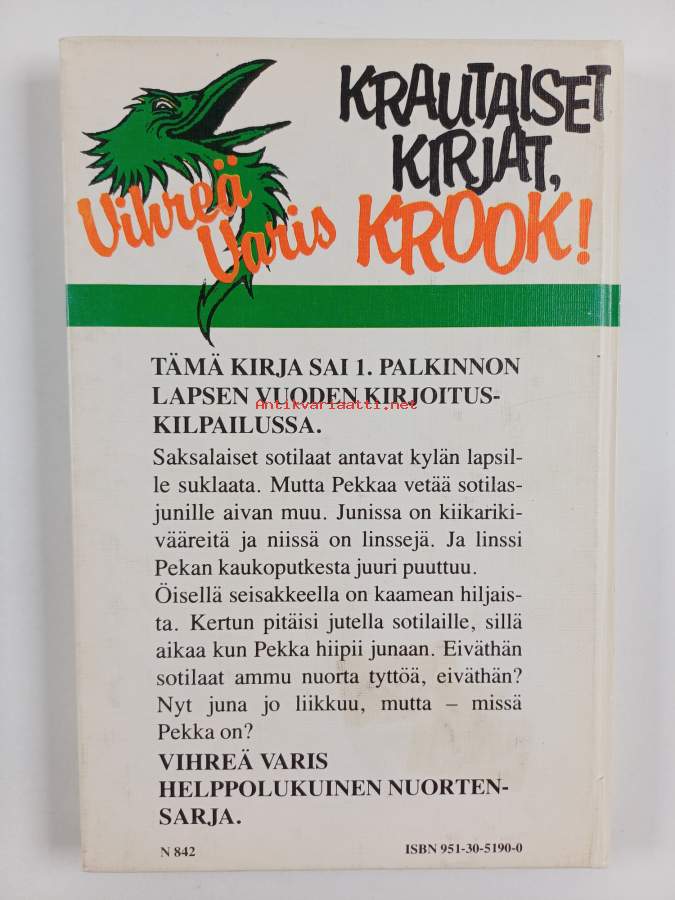 KRAUTAISET
KIRJAT,
KROOK!
Vihreä
Varis
TÄMÄ KIRJA SAI 1. PALKINNON
LAPSEN VUODEN KIRJOITUS-
Antikvariaatti.net
KILPAILUSSA.
Saksalaiset sotilaat antavat kylän lapsil-
le suklaata. Mutta Pekkaa vetää sotilas-
junille aivan muu. Junissa on kiikariki-
vääreitä ja niissä on linssejä. Ja linssi
Pekan kaukoputkesta juuri puuttuu.
Öisellä seisakkeella on kaamean hiljais-
ta. Kertun pitäisi jutella sotilaille, sillä
aikaa kun Pekka hiipii junaan. Eiväthän
sotilaat ammu nuorta tyttöä, eiväthän?
Nyt juna jo liikkuu, mutta – missä
Pekka on?
VIHREÄ VARIS
HELPPOLUKUINEN NUORTEN-
SARJA.
N 842 ISBN 951-30-5190-0